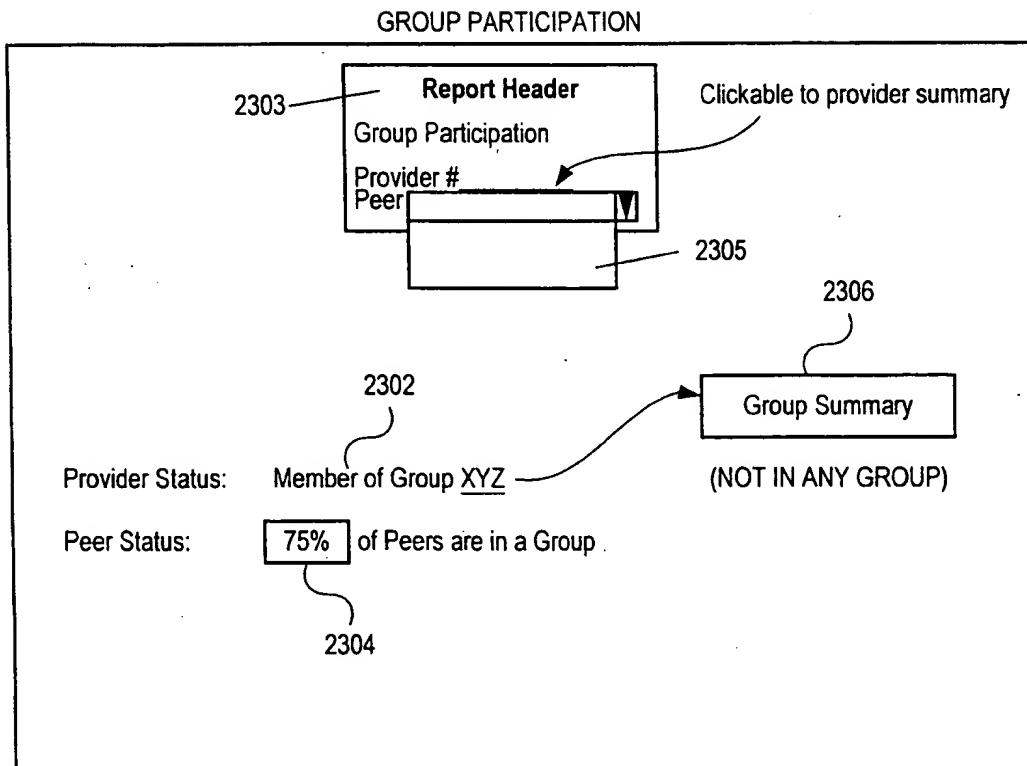 GROUP PARTICIPATION
Report Header
2303
Clickable to provider summary
Group Participation
Provider #
Peer
2305
2306
2302
Group Summary
Provider Status: Member of Group XYZ
(NOT IN ANY GROUP)
Peer Status: 75% of Peers are in a Group
2304